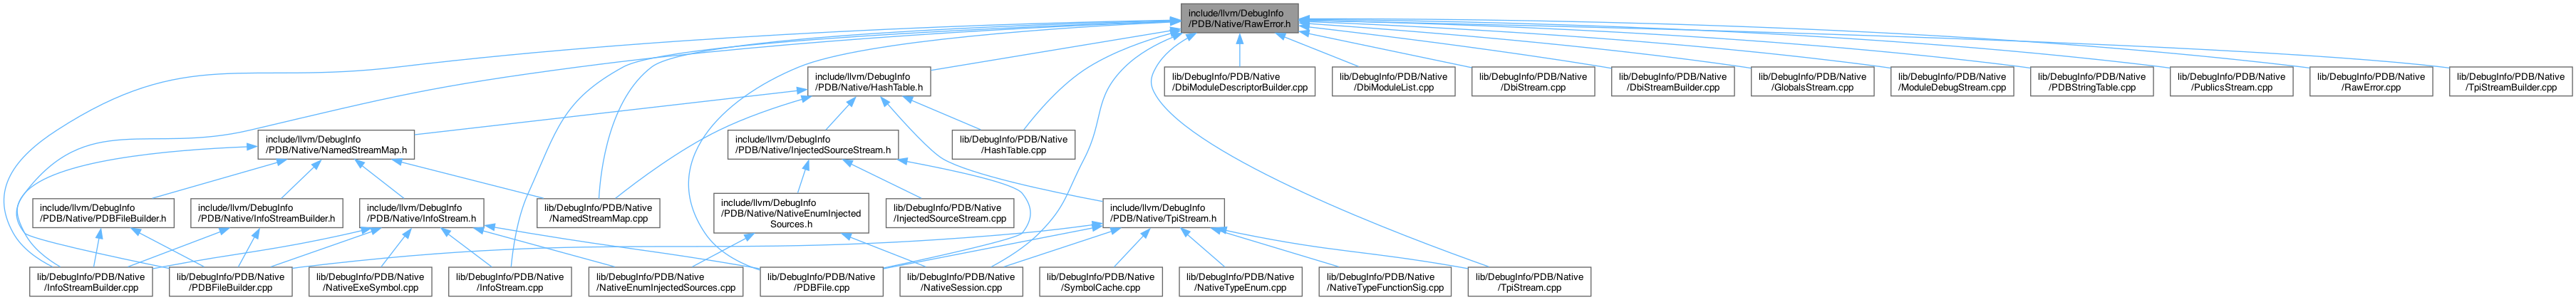 include/llvm/DebugInfo
/PDB/Native/RawError.h
include/llvm/DebugInfo
/PDB/Native/HashTable.h
lib/DebugInfo/PDB/Native
/DbiModuleDescriptorBuilder.cpp
lib/DebugInfo/PDB/Native
/DbiModuleList.cpp
lib/DebugInfo/PDB/Native
/DbiStream.cpp
lib/DebugInfo/PDB/Native
/DbiStreamBuilder.cpp
lib/DebugInfo/PDB/Native
/GlobalsStream.cpp
lib/DebugInfo/PDB/Native
/ModuleDebugStream.cpp
lib/DebugInfo/PDB/Native
/PDBStringTable.cpp
lib/DebugInfo/PDB/Native
/PublicsStream.cpp
lib/DebugInfo/PDB/Native
/RawError.cpp
lib/DebugInfo/PDB/Native
/TpiStreamBuilder.cpp
include/llvm/DebugInfo
/PDB/Native/NamedStreamMap.h
include/llvm/DebugInfo
/PDB/Native/InjectedSourceStream.h
lib/DebugInfo/PDB/Native
/HashTable.cpp
include/llvm/DebugInfo
/PDB/Native/PDBFileBuilder.h
include/llvm/DebugInfo
/PDB/Native/InfoStreamBuilder.h
include/llvm/DebugInfo
/PDB/Native/InfoStream.h
lib/DebugInfo/PDB/Native
/NamedStreamMap.cpp
include/llvm/DebugInfo
/PDB/Native/NativeEnumInjected
Sources.h
lib/DebugInfo/PDB/Native
/InjectedSourceStream.cpp
include/llvm/DebugInfo
/PDB/Native/TpiStream.h
lib/DebugInfo/PDB/Native
/InfoStreamBuilder.cpp
lib/DebugInfo/PDB/Native
/PDBFileBuilder.cpp
lib/DebugInfo/PDB/Native
/NativeExeSymbol.cpp
lib/DebugInfo/PDB/Native
/InfoStream.cpp
lib/DebugInfo/PDB/Native
/NativeEnumInjectedSources.cpp
lib/DebugInfo/PDB/Native
/PDBFile.cpp
lib/DebugInfo/PDB/Native
/NativeSession.cpp
lib/DebugInfo/PDB/Native
/SymbolCache.cpp
lib/DebugInfo/PDB/Native
/NativeTypeEnum.cpp
lib/DebugInfo/PDB/Native
/NativeTypeFunctionSig.cpp
lib/DebugInfo/PDB/Native
/TpiStream.cpp